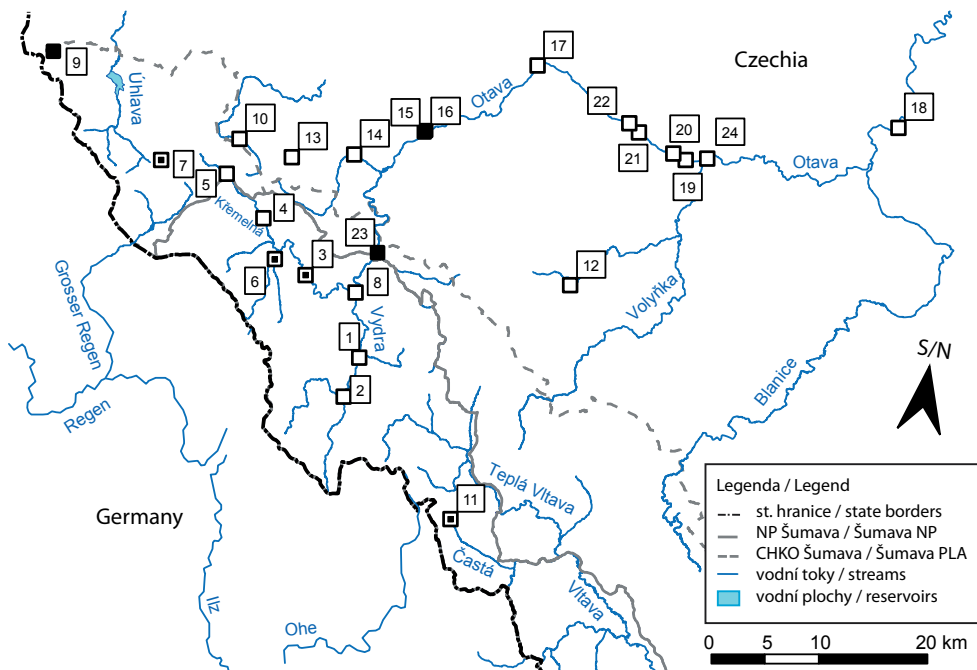 17
Czechia
9
Úhlava
Otava
22
18
10
13
14
15
16
20
24
21
7
5
Otava
19
4
Křemelná
23
3
6
8
12
Grosser Regen
Vydra
Volyňka
1
S/N
2
Blanice
Regen
Teplá Vltava
11
Germany
Častá
Vltava
Ilz
Ohe
Legenda / Legend
st. hranice / state borders
NP Šumava / Šumava NP
CHKO Šumava / Šumava PLA
vodní toky / streams
vodní plochy / reservoirs
0 5 10 20 km